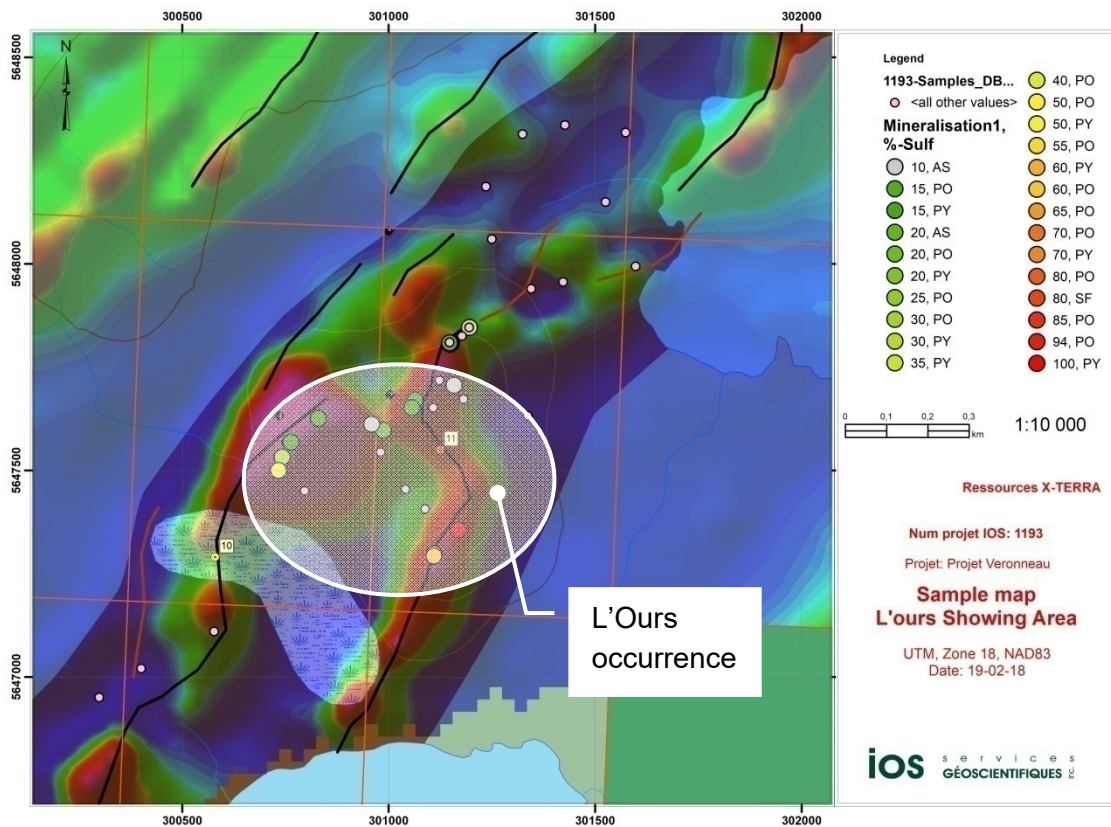 300500 301000 301500 302000
5648500
5648000
5647500
5647000
N
11
10
L’Ours
occurrence
Legend
1193-Samples_DB...
<all other values>
Mineralisation1,
%-Sulf
10, AS
15, PO
15, PY
20, AS
20, PO
20, PY
25, PO
30, PO
30, PY
35, PY
40, PO
50, PO
50, PY
55, PO
60, PY
60, PO
65, PO
70, PO
70, PY
80, PO
80, SF
85, PO
94, PO
100, PY
0 0,1 0,2 0,3
km
1:10 000
Ressources X-TERRA
Num projet IOS: 1193
Projet: Projet Veronneau
Sample map
L'ours Showing Area
UTM, Zone 18, NAD83
Date: 19-02-18
ios services
GÉOSCIENTIFIQUES inc.
300500 301000 301500 302000